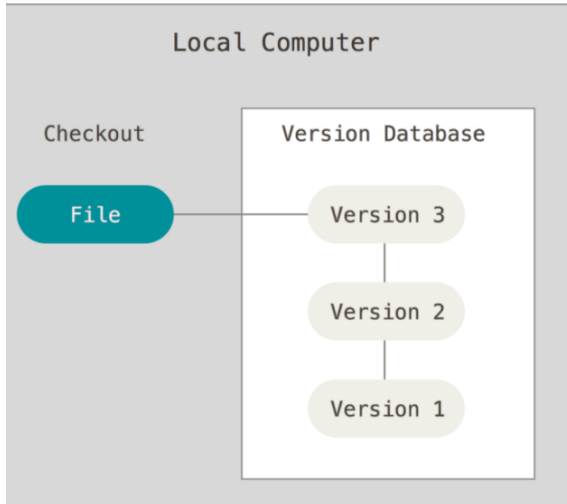 Local Computer
Checkout
Version Database
File
Version 3
Version 2
Version 1